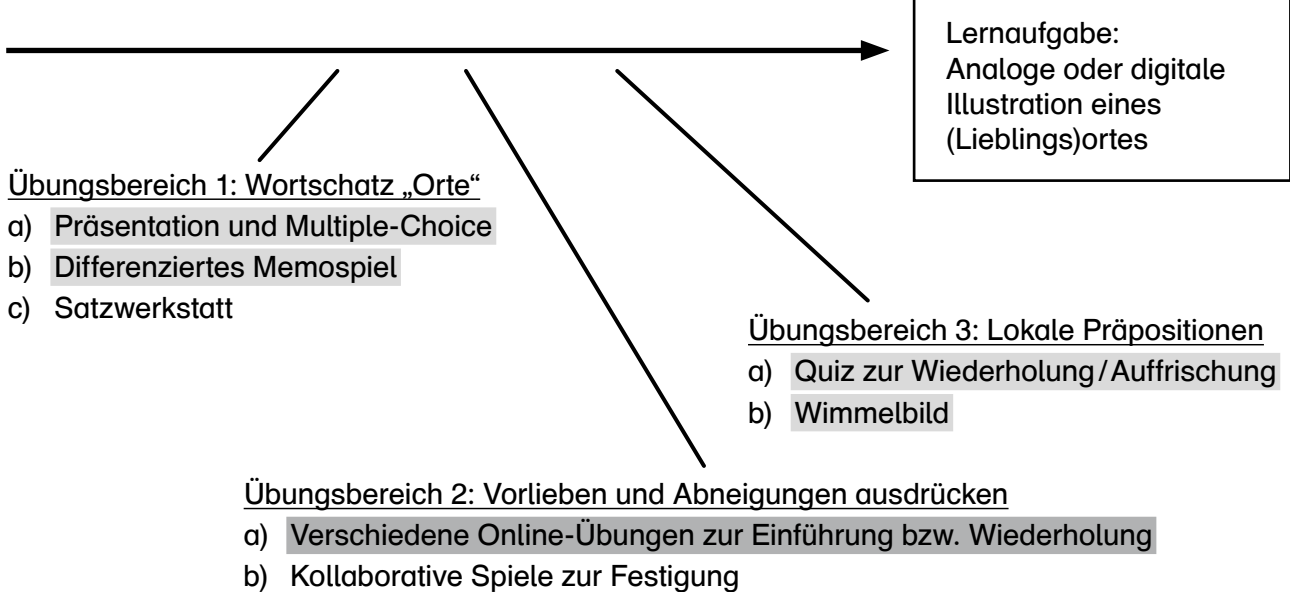 Lernaufgabe:
Analoge oder digitale
Illustration eines
(Lieblings)ortes
Übungsbereich 1: Wortschatz „Orte“
a) Präsentation und Multiple-Choice
b) Differenziertes Memospiel
c) Satzwerkstatt
Übungsbereich 3: Lokale Präpositionen
a) Quiz zur Wiederholung/Auffrischung
b) Wimmelbild
Übungsbereich 2: Vorlieben und Abneigungen ausdrücken
a) Verschiedene Online-Übungen zur Einführung bzw. Wiederholung
b) Kollaborative Spiele zur Festigung